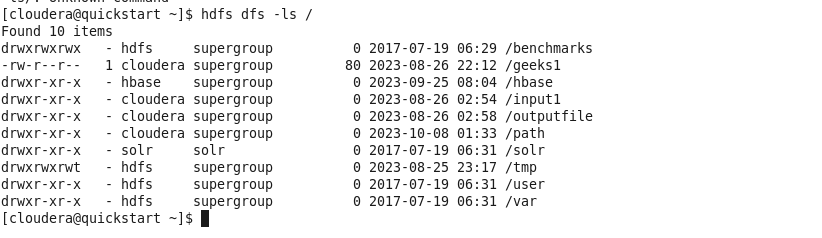 [cloudera@quickstart ~]$ hdfs dfs -ls /
Found 10 items
drwxrwxrwx   - hdfs     supergroup          0 2017-07-19 06:29 /benchmarks
-rw-r--r--   1 cloudera supergroup         80 2023-08-26 22:12 /geeks1
drwxr-xr-x   - hbase    supergroup          0 2023-09-25 08:04 /hbase
drwxr-xr-x   - cloudera supergroup          0 2023-08-26 02:54 /input1
drwxr-xr-x   - cloudera supergroup          0 2023-08-26 02:58 /outputfile
drwxr-xr-x   - cloudera supergroup          0 2023-10-08 01:33 /path
drwxr-xr-x   - solr     solr                0 2017-07-19 06:31 /solr
drwxrwxrwt   - hdfs     supergroup          0 2023-08-25 23:17 /tmp
drwxr-xr-x   - hdfs     supergroup          0 2017-07-19 06:31 /user
drwxr-xr-x   - hdfs     supergroup          0 2017-07-19 06:31 /var
[cloudera@quickstart ~]$